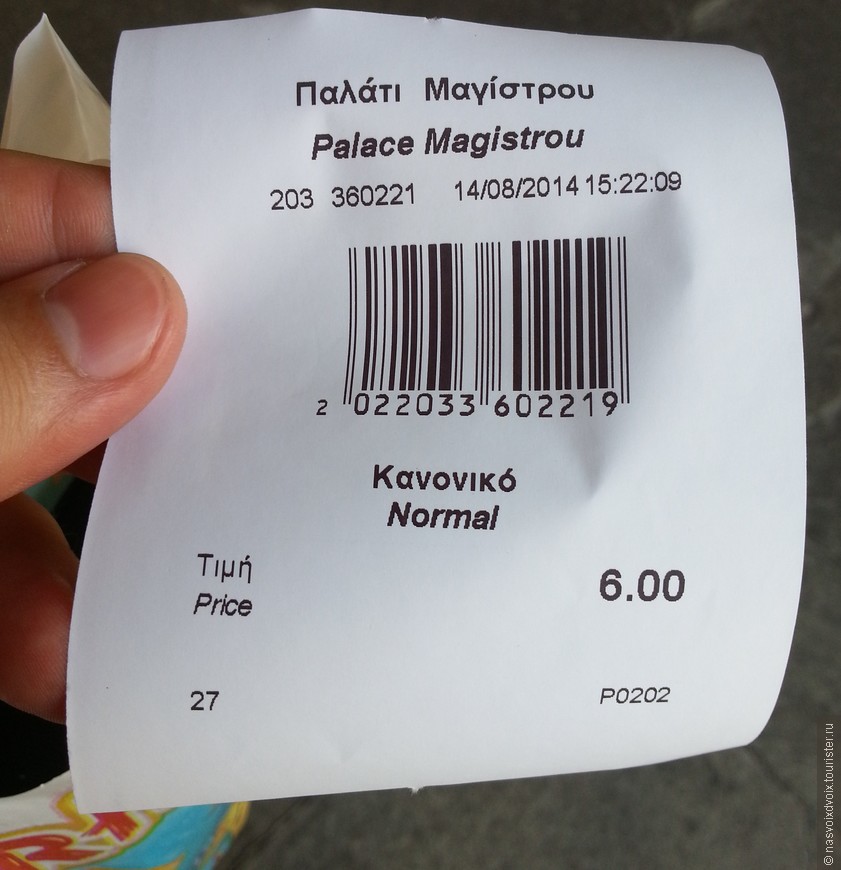 Παλάτι Μαγίστρου
Palace Magistrou
203 360221 14/08/2014 15:22:09
2 022033 602219
Κανονικό
Normal
Τιμή
Price
6.00
27 P0202
© nasvoixdvoix.tourister.ru